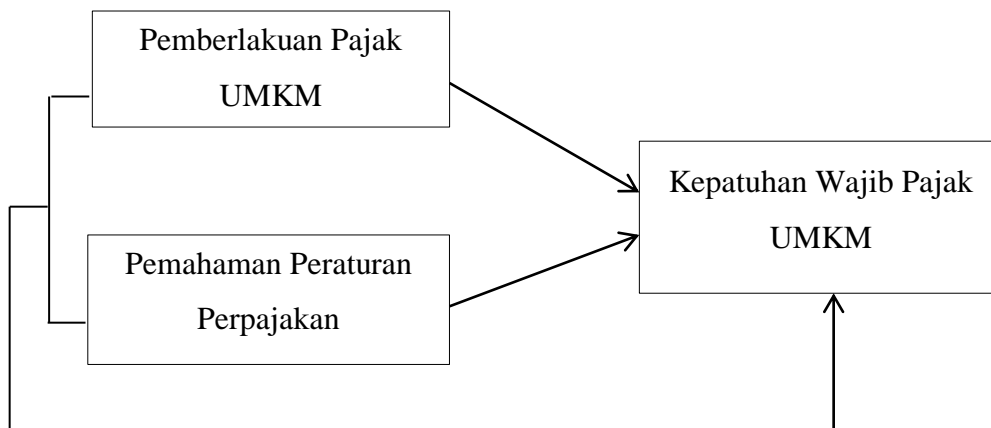 Pemberlakuan Pajak
UMKM
Kepatuhan Wajib Pajak
UMKM
Pemahaman Peraturan
Perpajakan